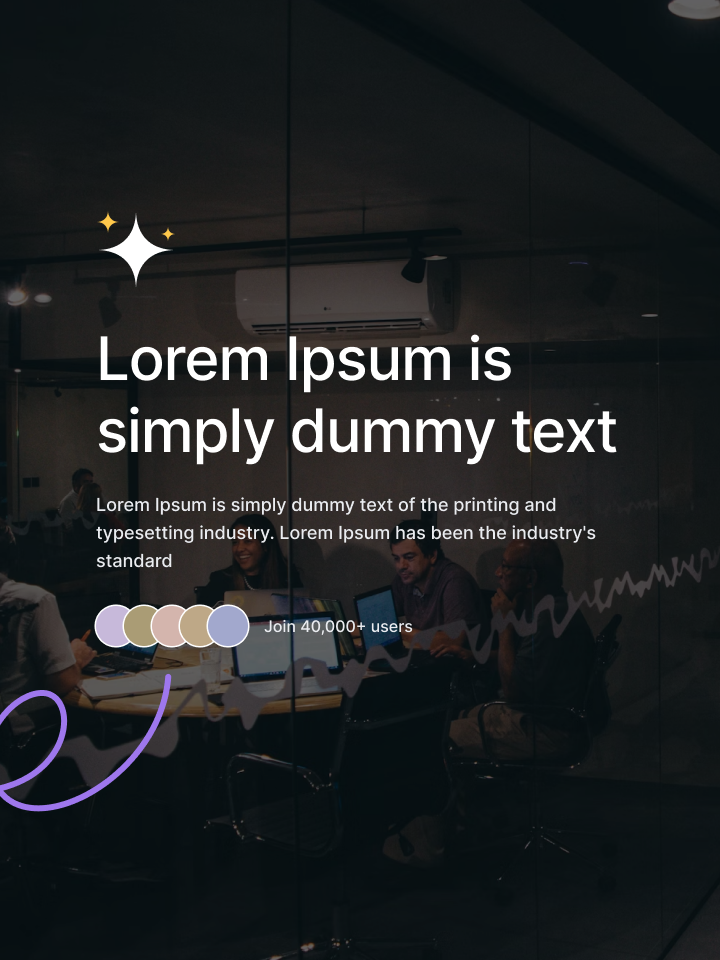 Lorem Ipsum is
simply dummy text
Lorem Ipsum is simply dummy text of the printing and
typesetting industry. Lorem Ipsum has been the industry's
standard
Join 40,000+ users